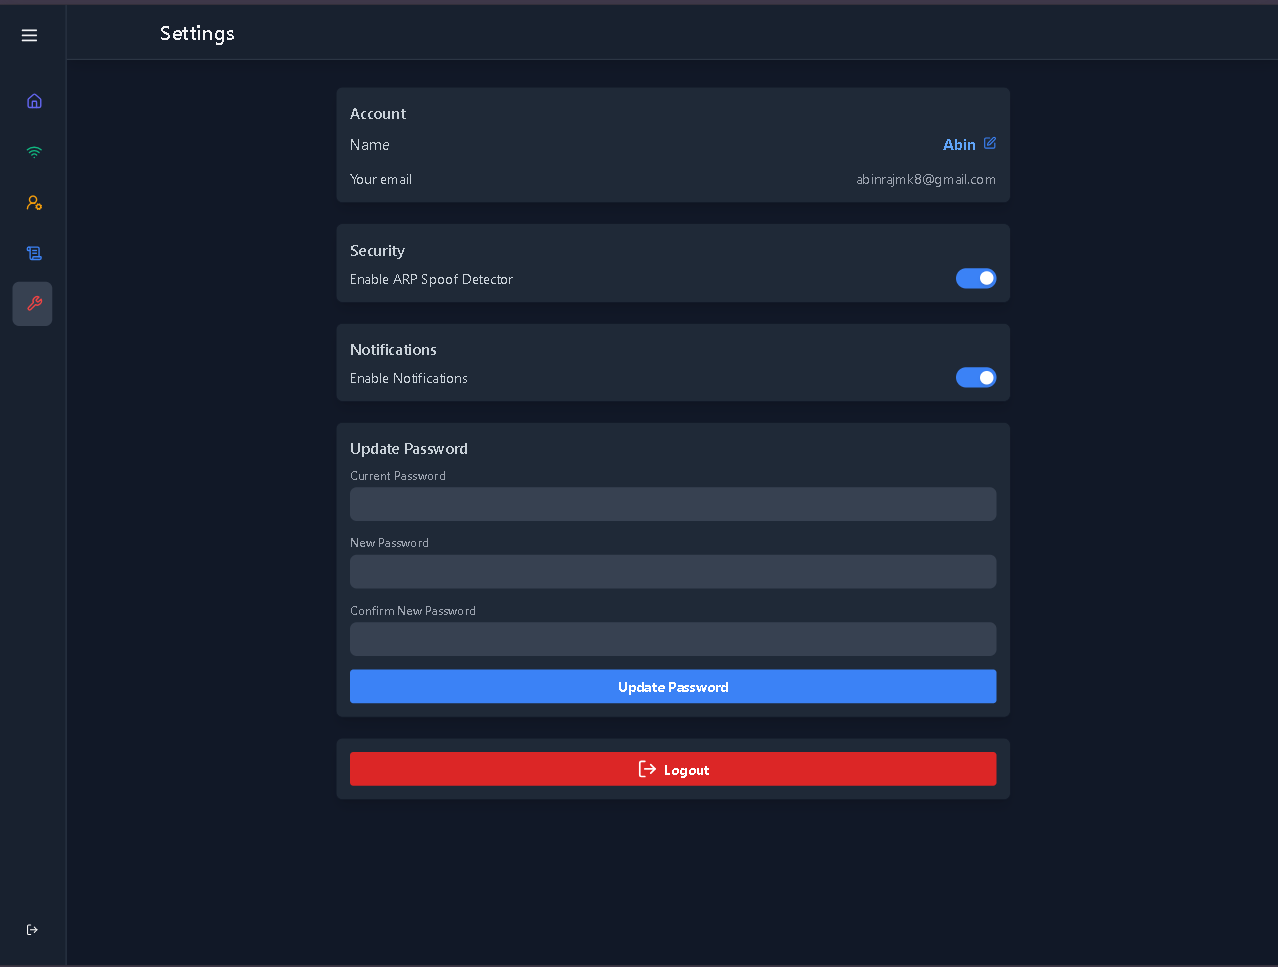 Settings
Account
Name Abin
Your email abinrajmk8@gmail.com
Security
Enable ARP Spoof Detector
Notifications
Enable Notifications
Update Password
Current Password
New Password
Confirm New Password
Update Password
Logout